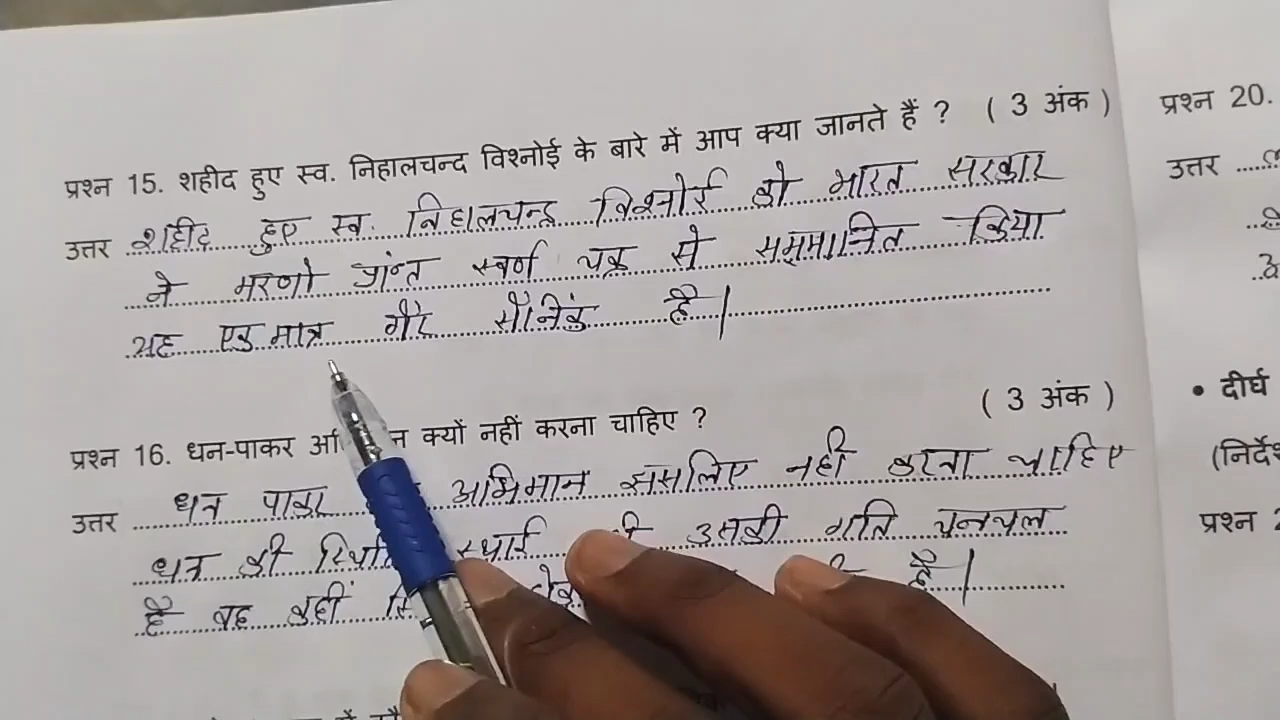 प्रश्न 15. शहीद हुए स्व. निहालचन्द विश्नोई के बारे में आप क्या जानते हैं ? ( 3 अंक )
उत्तर शहीद हुए स्व. निहालचन्द्र विश्नोई को भारत सरकार
ने मरणो प्रांन्त स्वर्ण चक्र से सम्मानित किया
यह एक मात्र गैर सैनिक है|
प्रश्न 16. धन-पाकर क्यों नहीं करना चाहिए ? ( 3 अंक )
उत्तर धन पाकर अभिमान इसलिए नही करना चाहिए
धन की स्थाई उसकी गति चन्चल
है वह कहीं है|
प्रश्न 20.
उत्तर
• दीर्घ
प्रश्न